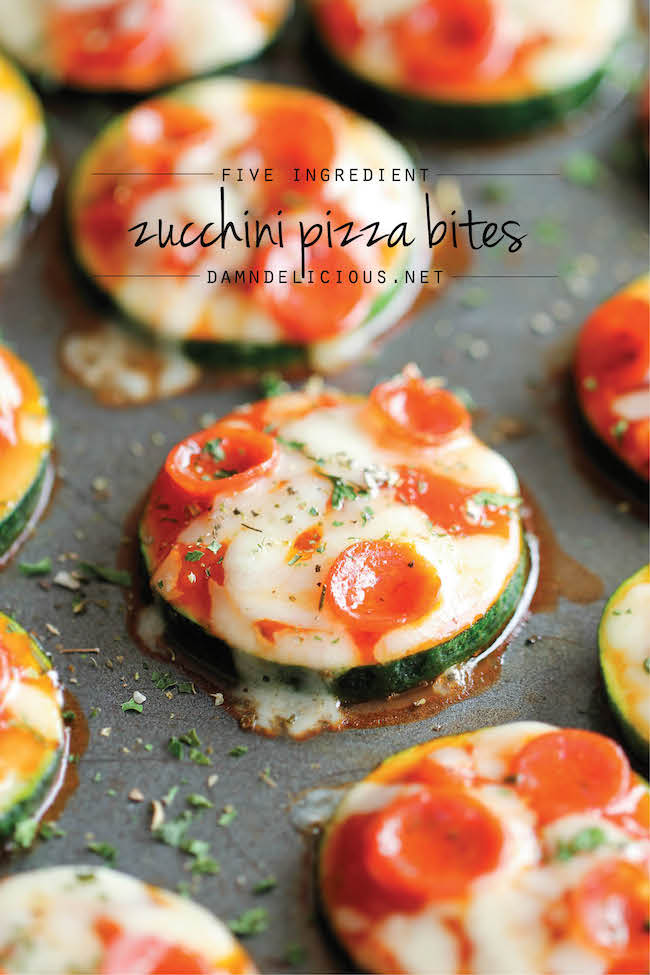 FIVE INGREDIENT
zucchini pizza bites
DAMNDELICIOUS.NET